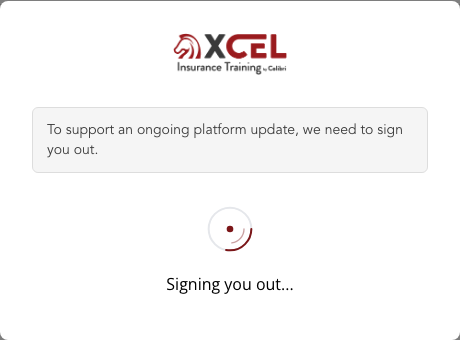 XCEL
Insurance Training by Colibri
To support an ongoing platform update, we need to sign
you out.
Signing you out...